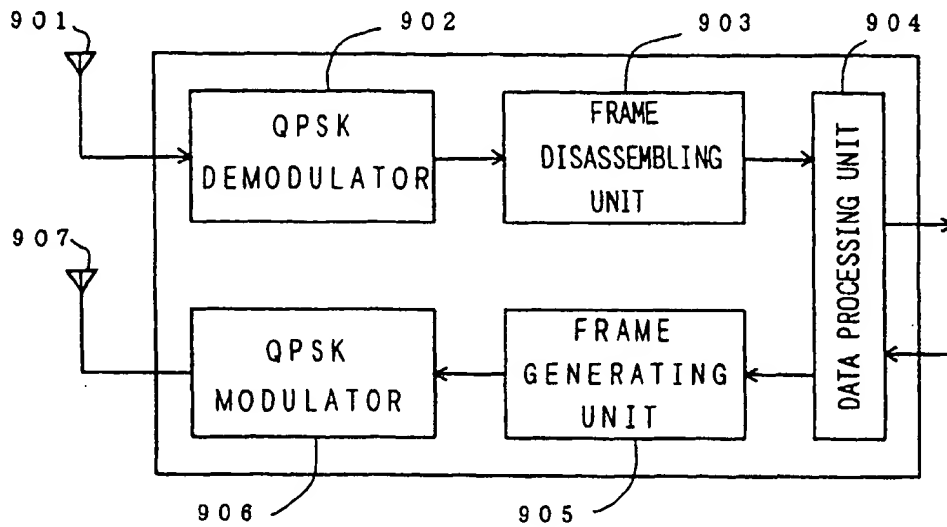 901
902
903
904
QPSK
DEMODULATOR
FRAME
DISASSEMBLING
UNIT
DATA PROCESSING UNIT
907
QPSK
MODULATOR
FRAME
GENERATING
UNIT
906
905